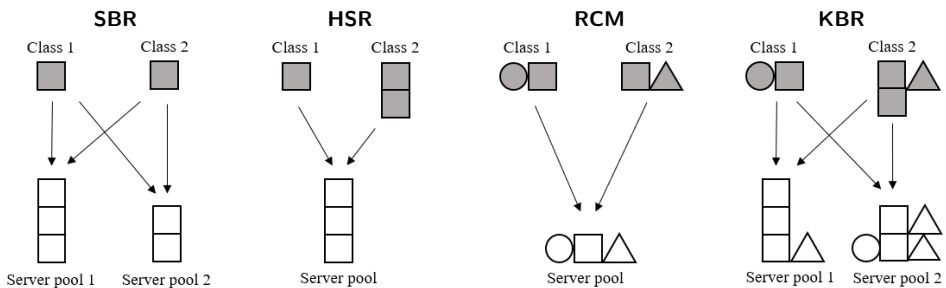 SBR HSR RCM KBR
Class 1 Class 2 Class 1 Class 2 Class 1 Class 2 Class 1 Class 2
Server pool 1 Server pool 2 Server pool Server pool Server pool 1 Server pool 2